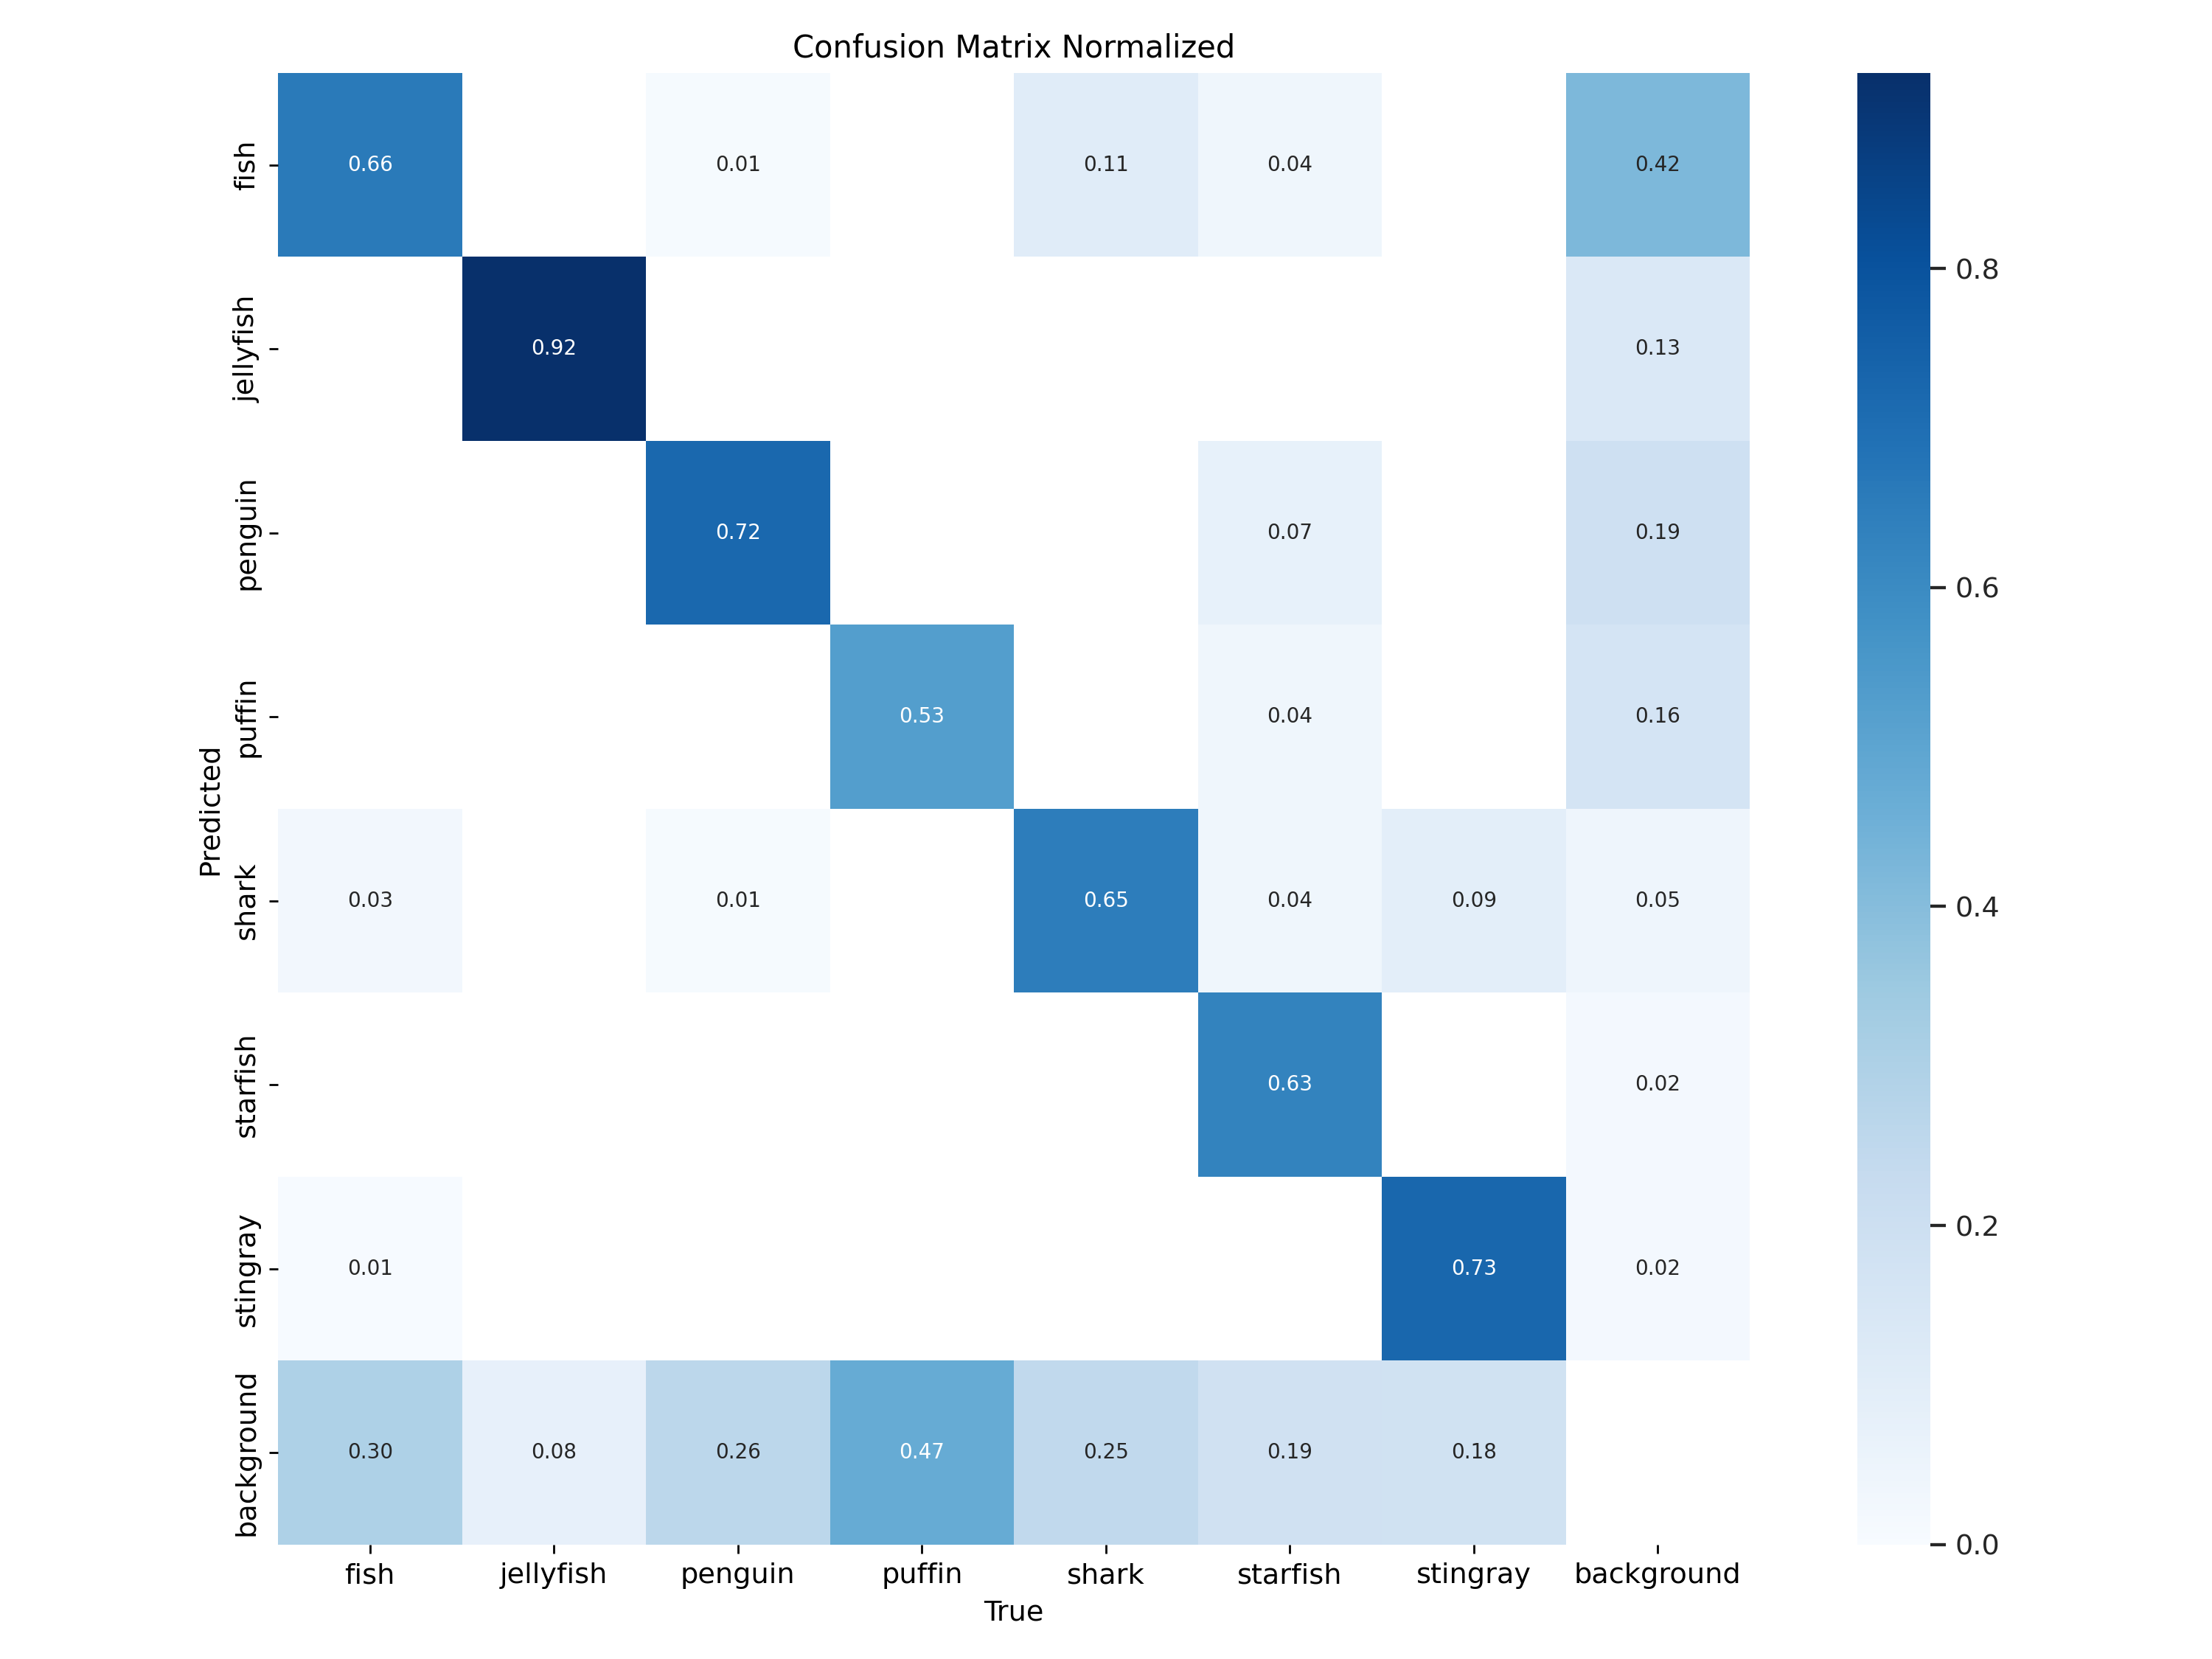 Confusion Matrix Normalized
fish 0.66 0.01 0.11 0.04 0.42
jellyfish 0.92 0.13
penguin 0.72 0.07 0.19
puffin 0.53 0.04 0.16
shark 0.03 0.01 0.65 0.04 0.09 0.05
starfish 0.63 0.02
stingray 0.01 0.73 0.02
background 0.30 0.08 0.26 0.47 0.25 0.19 0.18
fish jellyfish penguin puffin shark starfish stingray background
True
Predicted
0.8
0.6
0.4
0.2
0.0